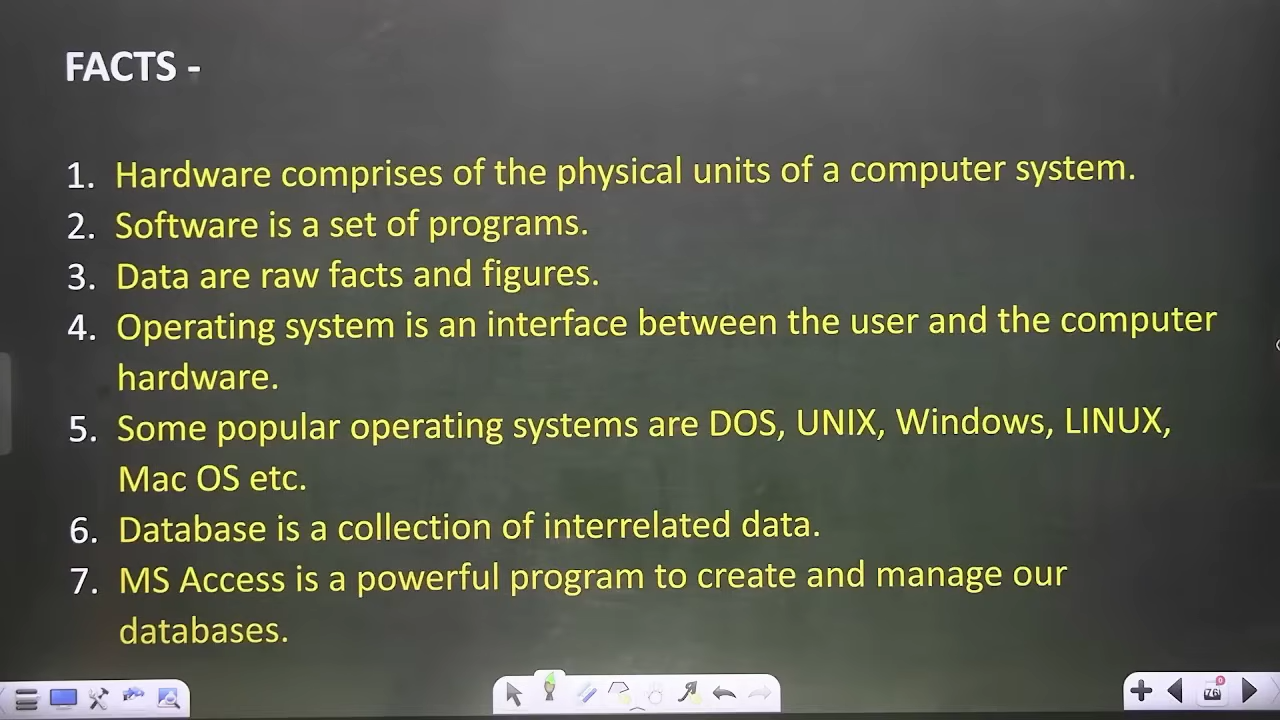 FACTS -
1. Hardware comprises of the physical units of a computer system.
2. Software is a set of programs.
3. Data are raw facts and figures.
4. Operating system is an interface between the user and the computer
hardware.
5. Some popular operating systems are DOS, UNIX, Windows, LINUX,
Mac OS etc.
6. Database is a collection of interrelated data.
7. MS Access is a powerful program to create and manage our
databases.